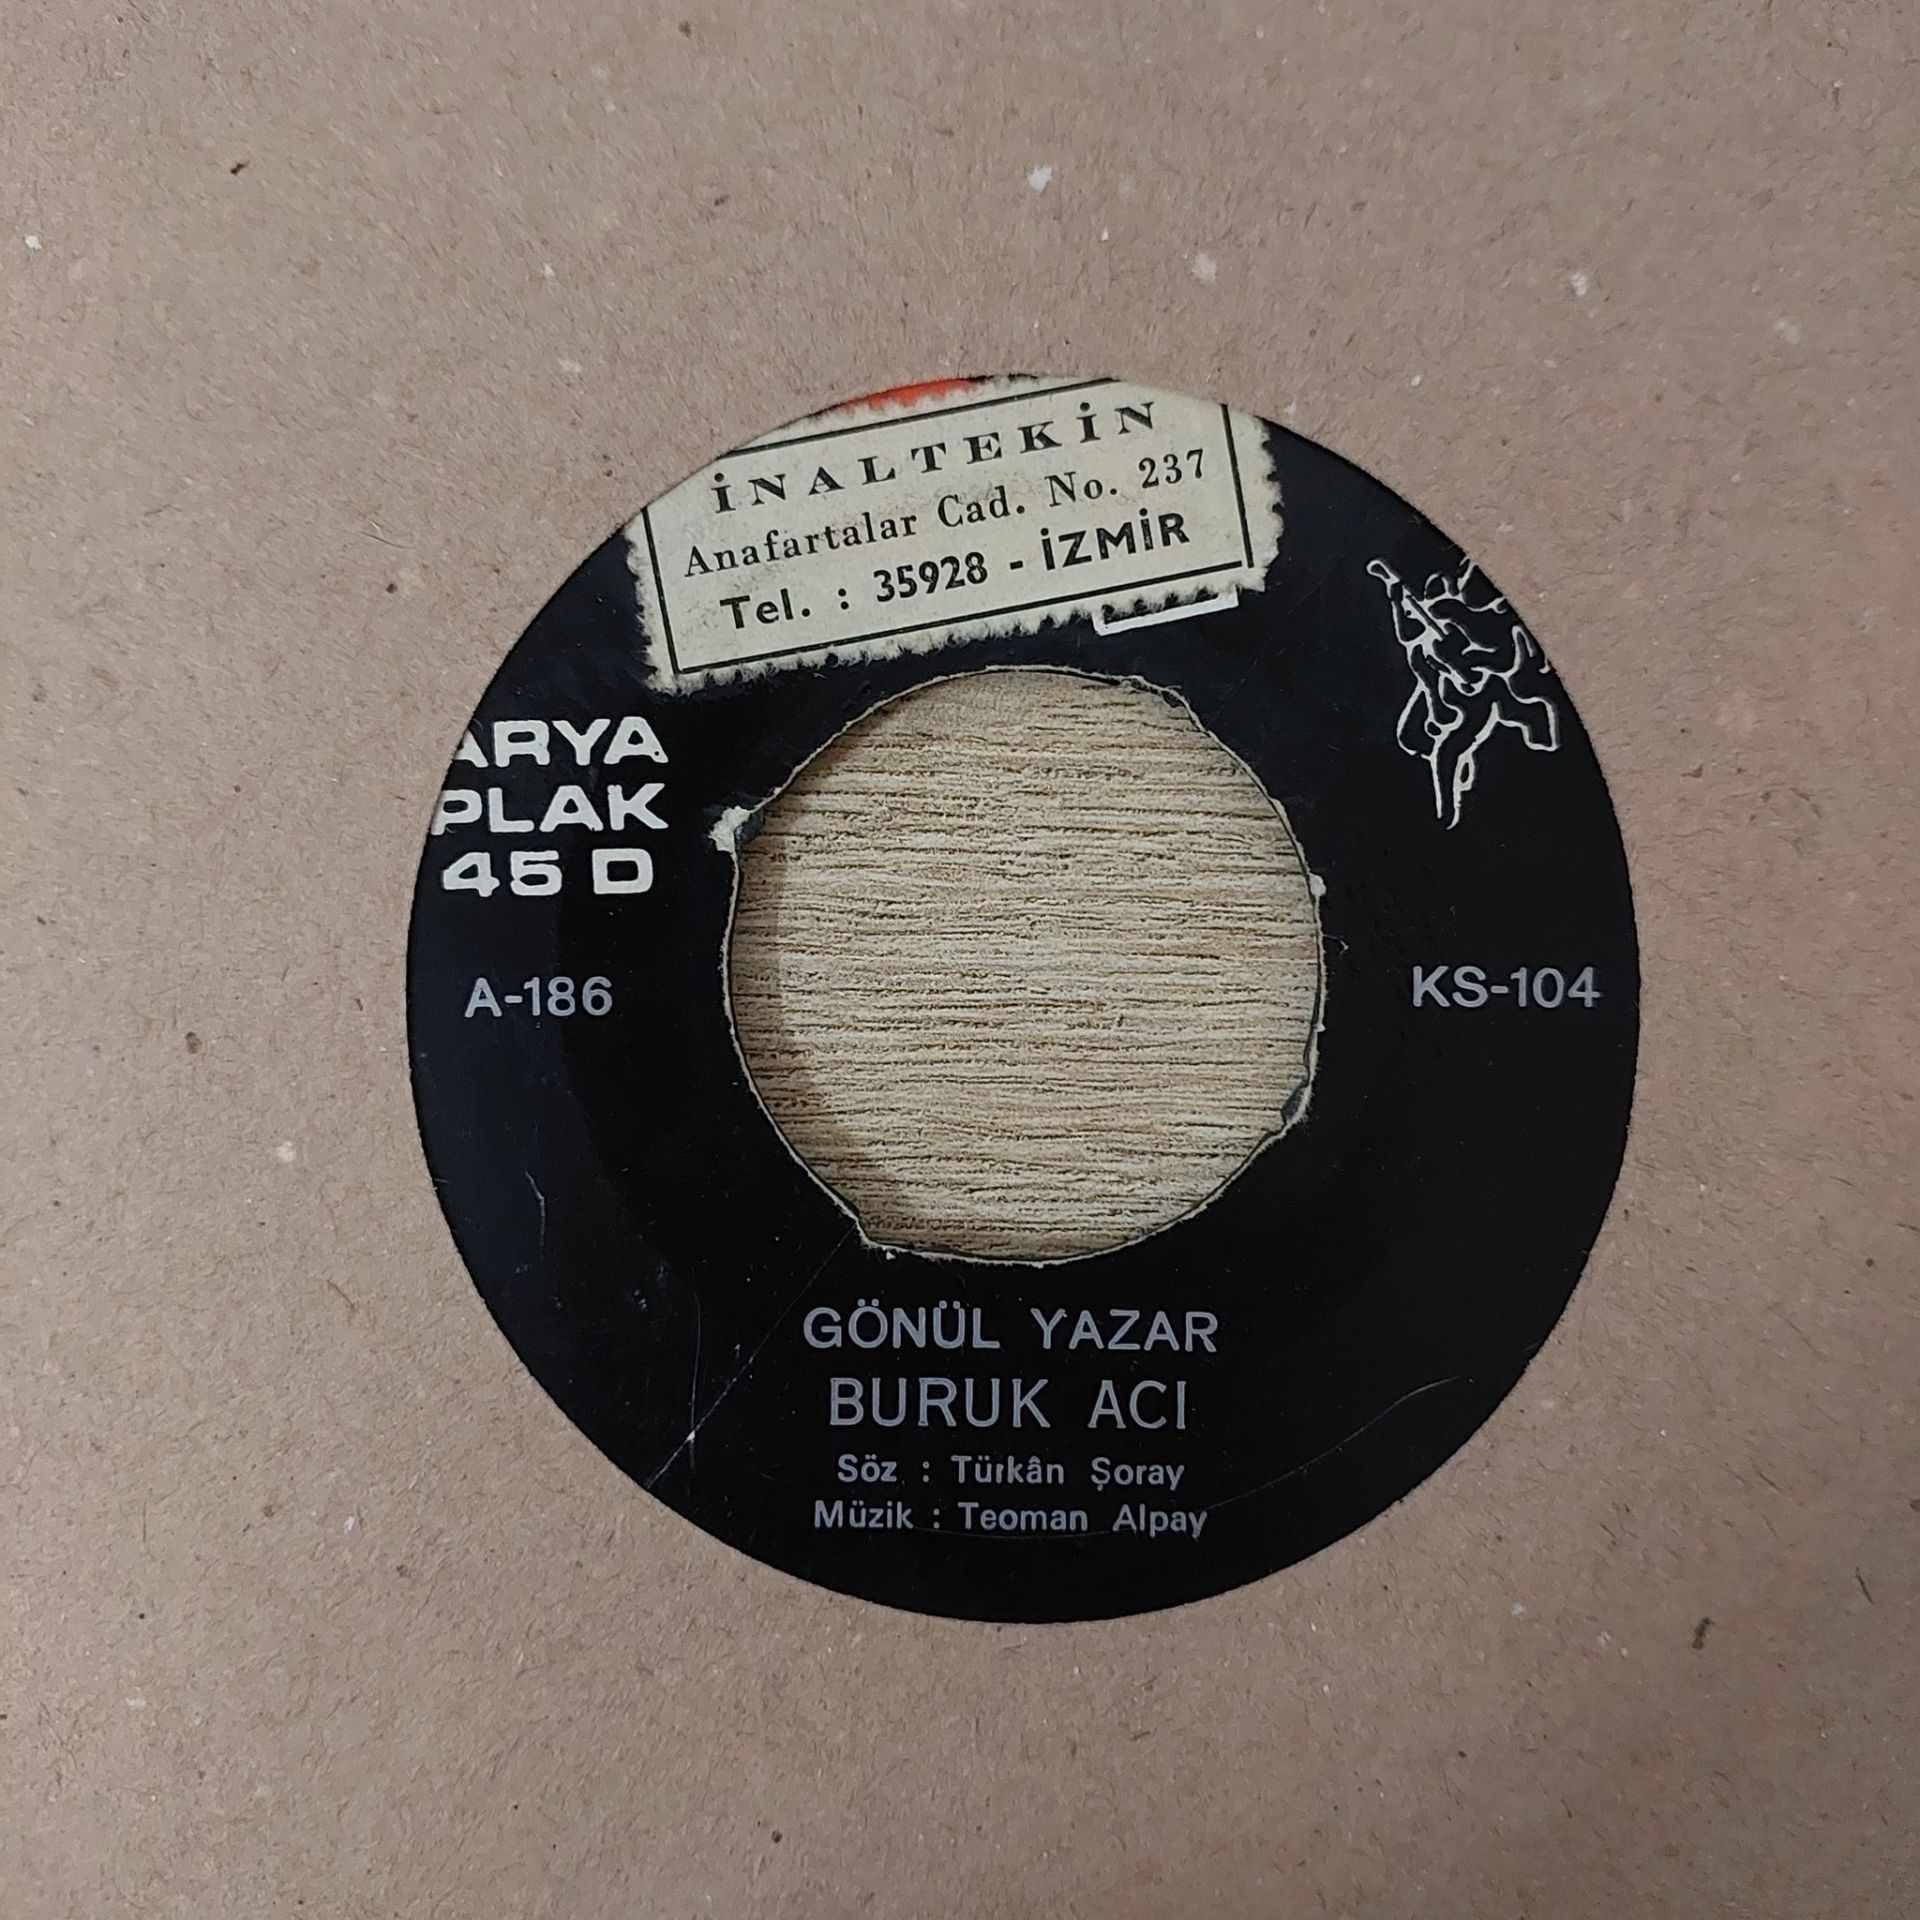 İNALTEKİN
Anafartalar Cad. No. 237
Tel. : 35928 - İZMİR
ARYA
PLAK
45 D
A-186
KS-104
GÖNÜL YAZAR
BURUK ACI
Söz : Türkân Şoray
Müzik : Teoman Alpay